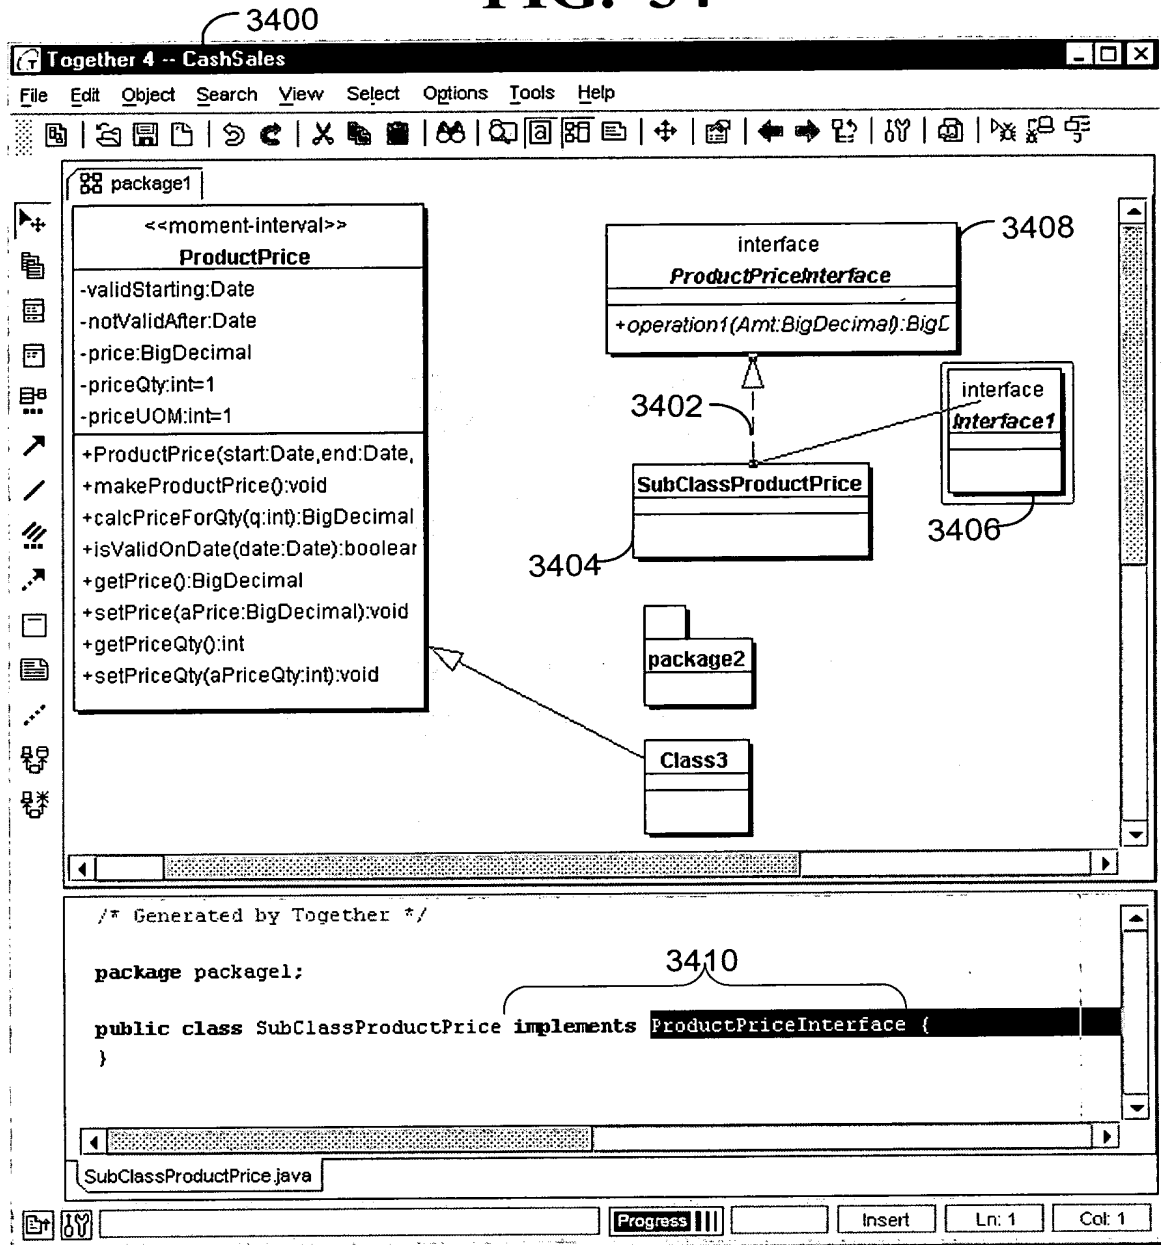 FIG. 34
3400
Together 4 -- CashSales
File Edit Object Search View Select Options Tools Help
package1
<<moment-interval>>
ProductPrice
-validStarting:Date
-notValidAfter:Date
-price:BigDecimal
-priceQty:int=1
-priceUOM:int=1
+ProductPrice(start:Date,end:Date,
+makeProductPrice():void
+calcPriceForQty(q:int):BigDecimal
+isValidOnDate(date:Date):boolear
+getPrice():BigDecimal
+setPrice(aPrice:BigDecimal):void
+getPriceQty():int
+setPriceQty(aPriceQty:int):void
3408
interface
ProductPriceInterface
+operation1(Amt:BigDecimal):BigD
3402
interface
Interface1
3406
SubClassProductPrice
3404
package2
Class3
/* Generated by Together */
package package1;
3410
public class SubClassProductPrice implements ProductPriceInterface {
}
SubClassProductPrice.java
Progress
Insert
Ln: 1
Col: 1